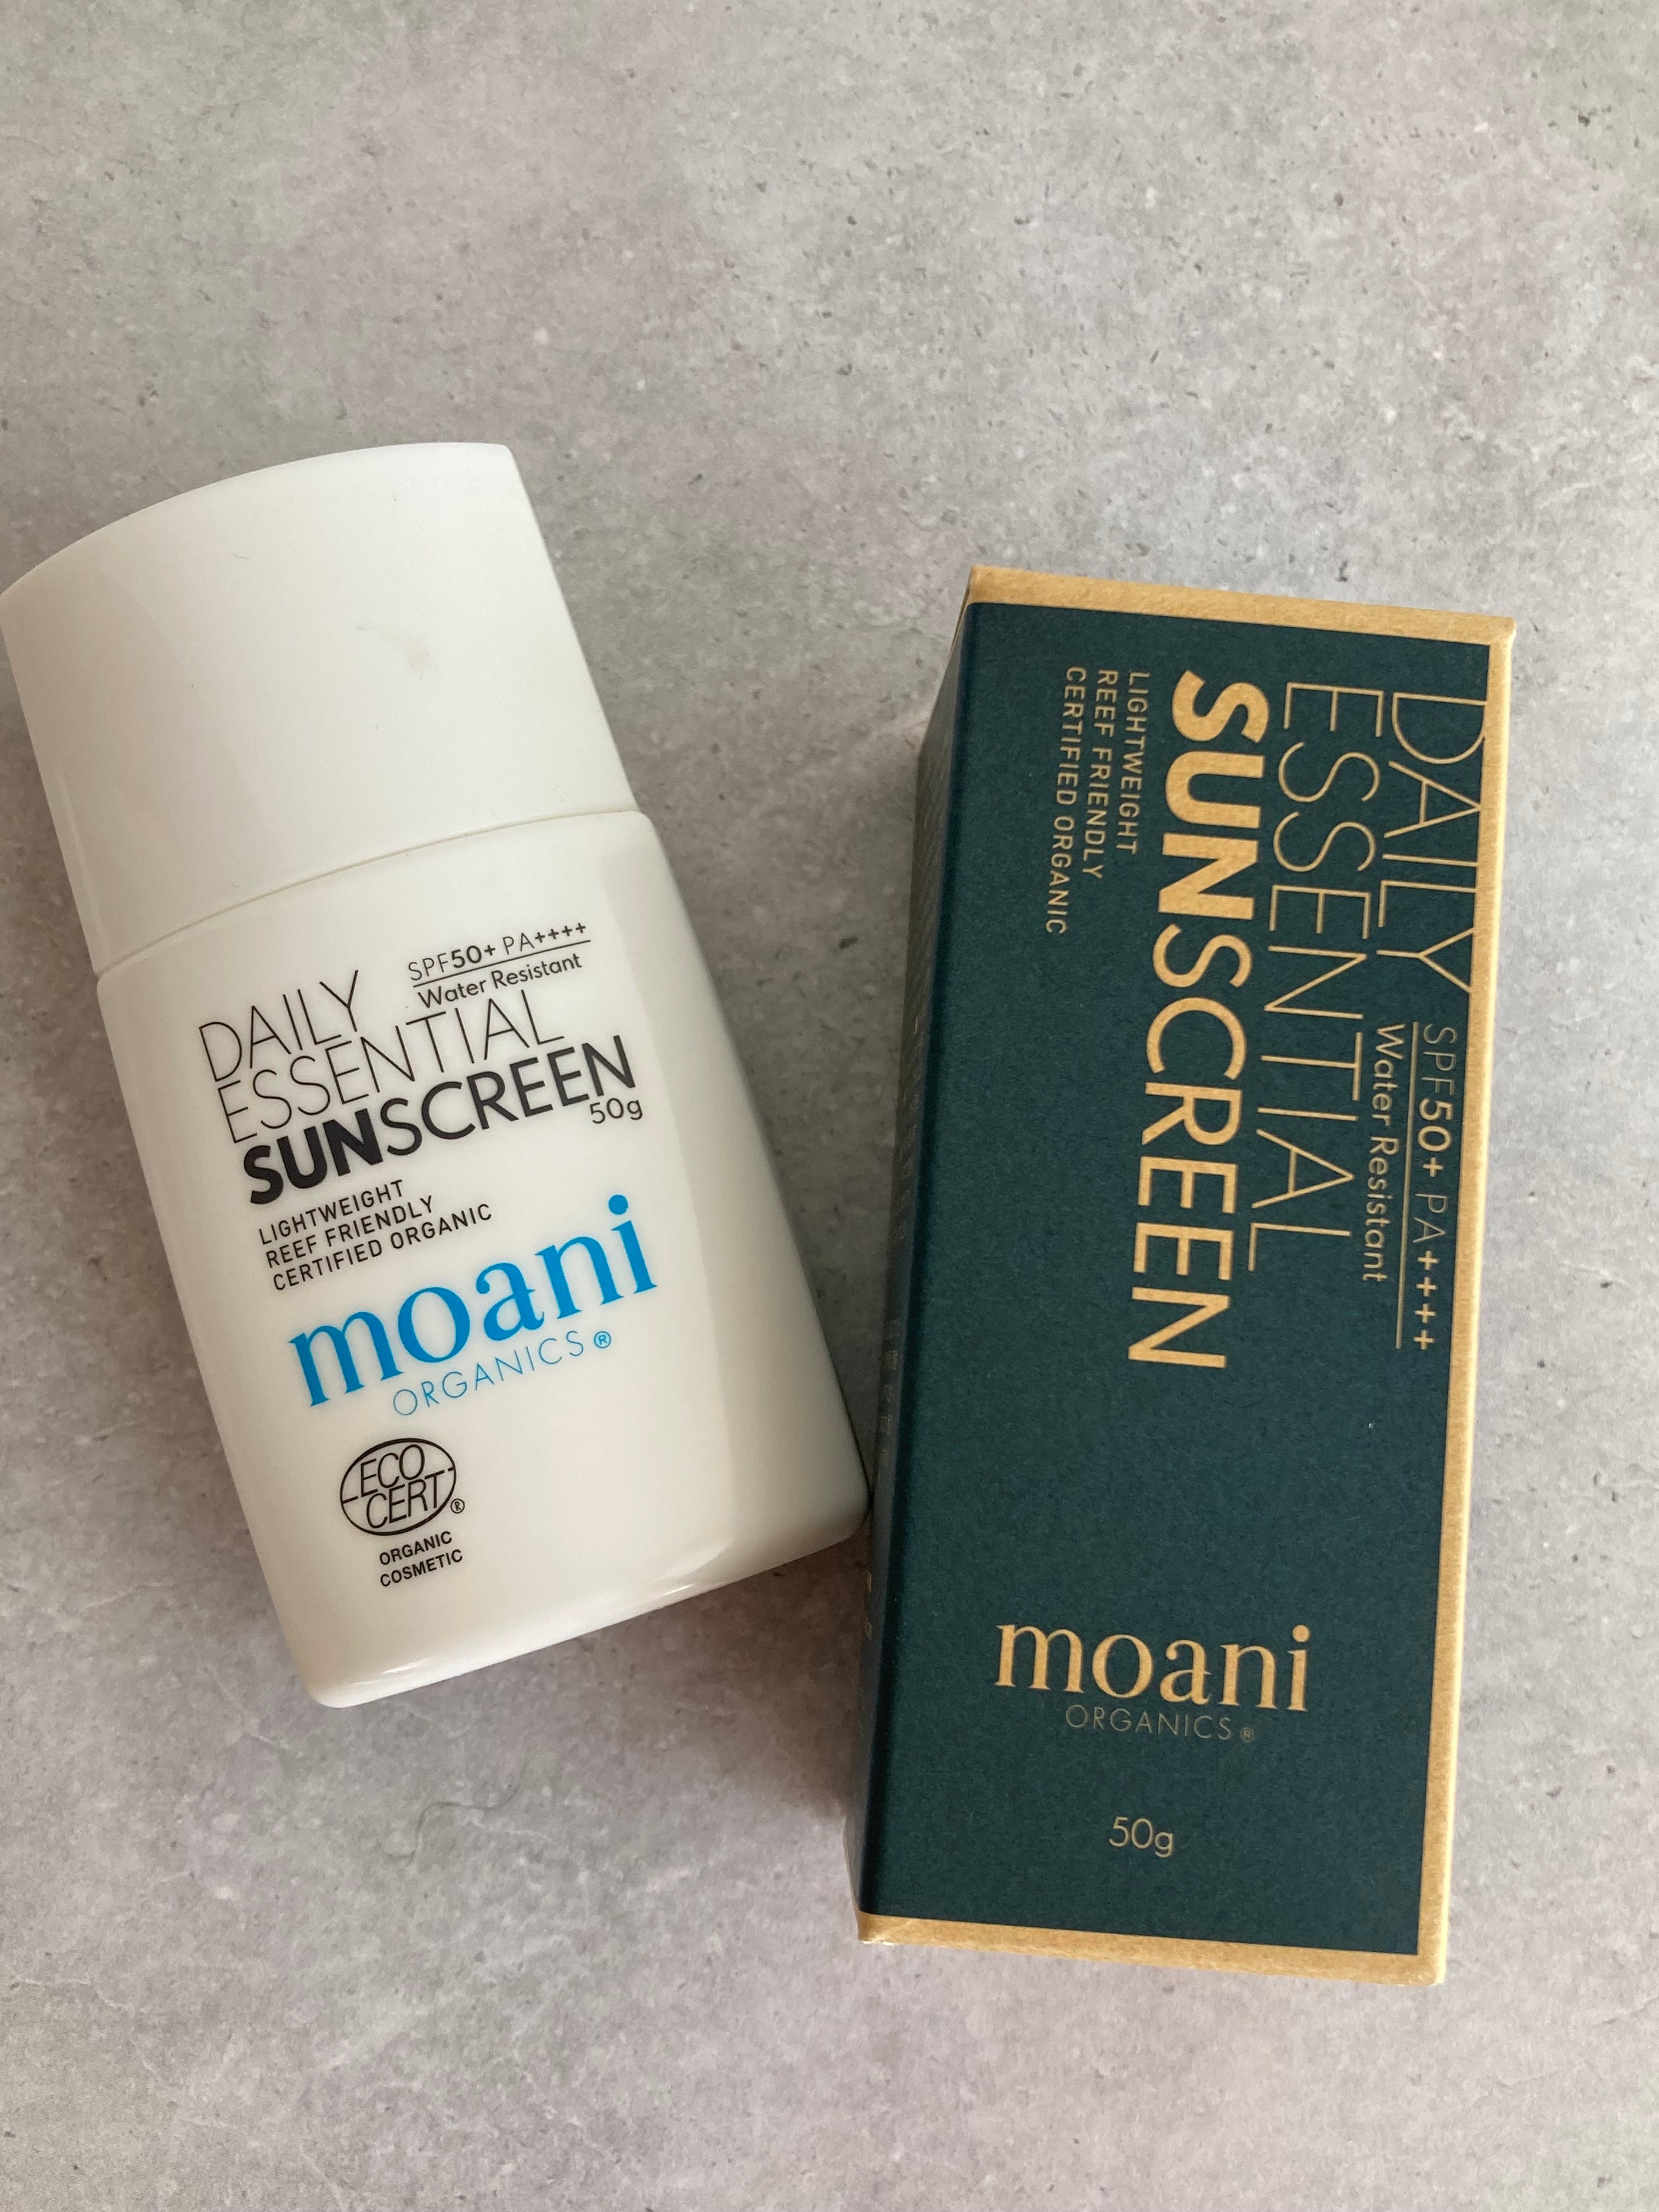 SPF50+ PA++++
Water Resistant
DAILY
ESSENTIAL
SUNSCREEN
50g
LIGHTWEIGHT
REEF FRIENDLY
CERTIFIED ORGANIC
moani
ORGANICS®
ECO
CERT®
ORGANIC
COSMETIC
DAILY
ESSENTIAL
SUNSCREEN
SPF50+ PA++++
Water Resistant
LIGHTWEIGHT
REEF FRIENDLY
CERTIFIED ORGANIC
moani
ORGANICS®
50g